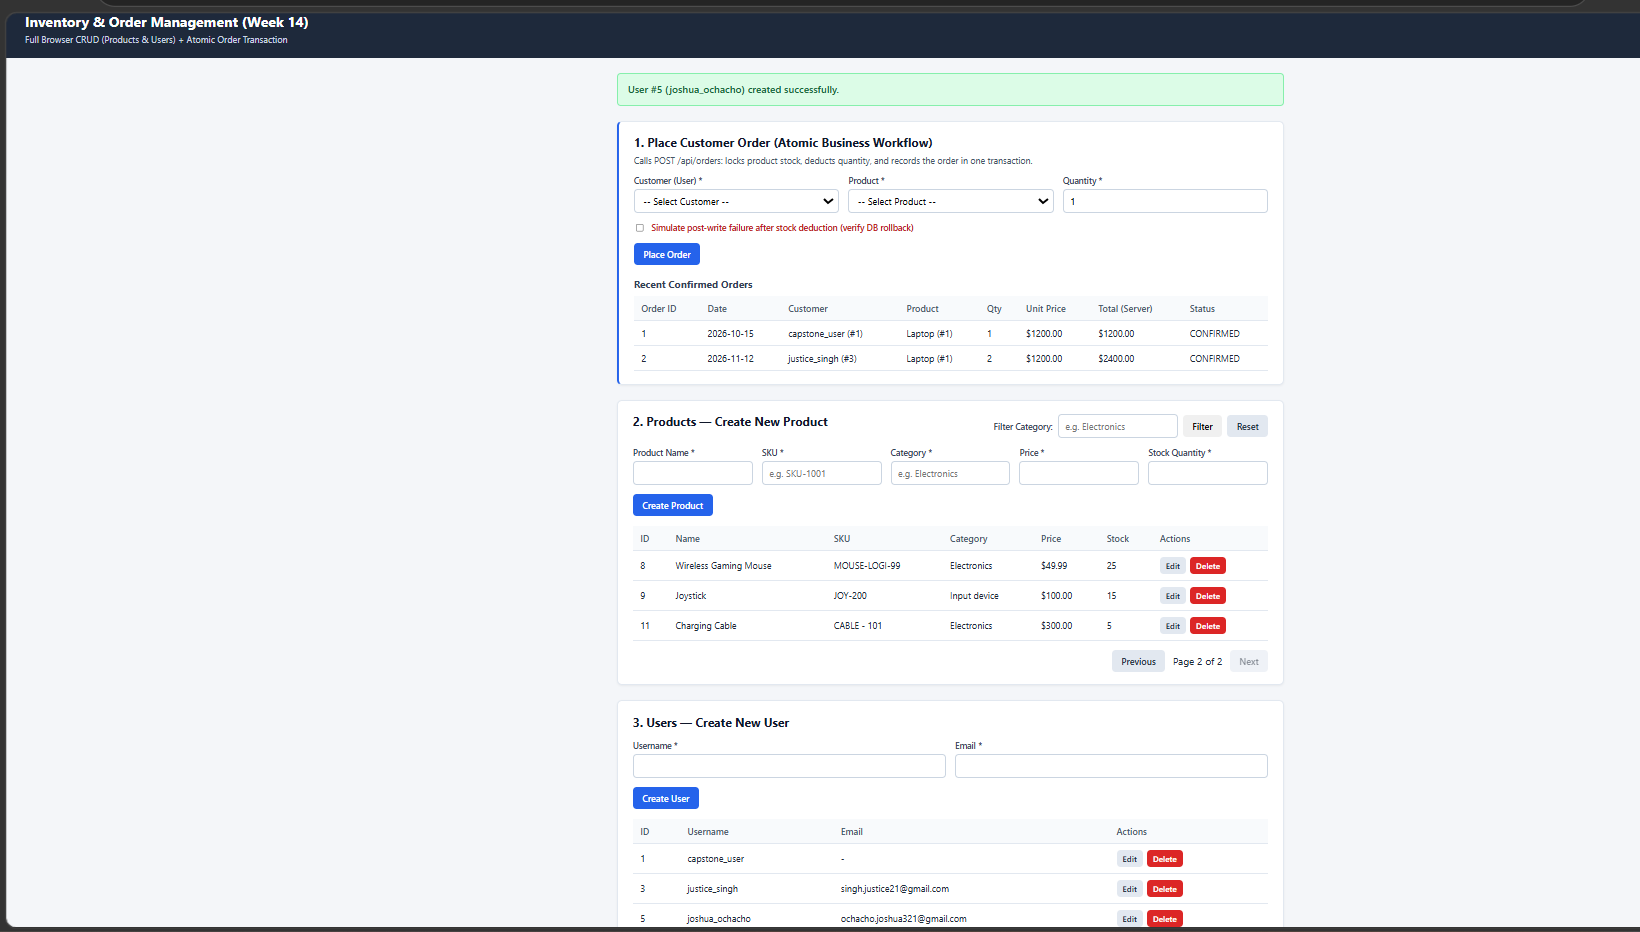 Inventory & Order Management (Week 14)
Full Browser CRUD (Products & Users) + Atomic Order Transaction
User #5 (joshua_ochacho) created successfully.
1. Place Customer Order (Atomic Business Workflow)
Calls POST /api/orders: locks product stock, deducts quantity, and records the order in one transaction.
Customer (User) * Product * Quantity *
-- Select Customer -- -- Select Product -- 1
Simulate post-write failure after stock deduction (verify DB rollback)
Place Order
Recent Confirmed Orders
Order ID Date Customer Product Qty Unit Price Total (Server) Status
1 2026-10-15 capstone_user (#1) Laptop (#1) 1 $1200.00 $1200.00 CONFIRMED
2 2026-11-12 justice_singh (#3) Laptop (#1) 2 $1200.00 $2400.00 CONFIRMED
2. Products — Create New Product Filter Category: e.g. Electronics Filter Reset
Product Name * SKU * Category * Price * Stock Quantity *
e.g. SKU-1001 e.g. Electronics
Create Product
ID Name SKU Category Price Stock Actions
8 Wireless Gaming Mouse MOUSE-LOGI-99 Electronics $49.99 25 Edit Delete
9 Joystick JOY-200 Input device $100.00 15 Edit Delete
11 Charging Cable CABLE - 101 Electronics $300.00 5 Edit Delete
Previous Page 2 of 2 Next
3. Users — Create New User
Username * Email *
Create User
ID Username Email Actions
1 capstone_user - Edit Delete
3 justice_singh singh.justice21@gmail.com Edit Delete
5 joshua_ochacho ochacho.joshua321@gmail.com Edit Delete